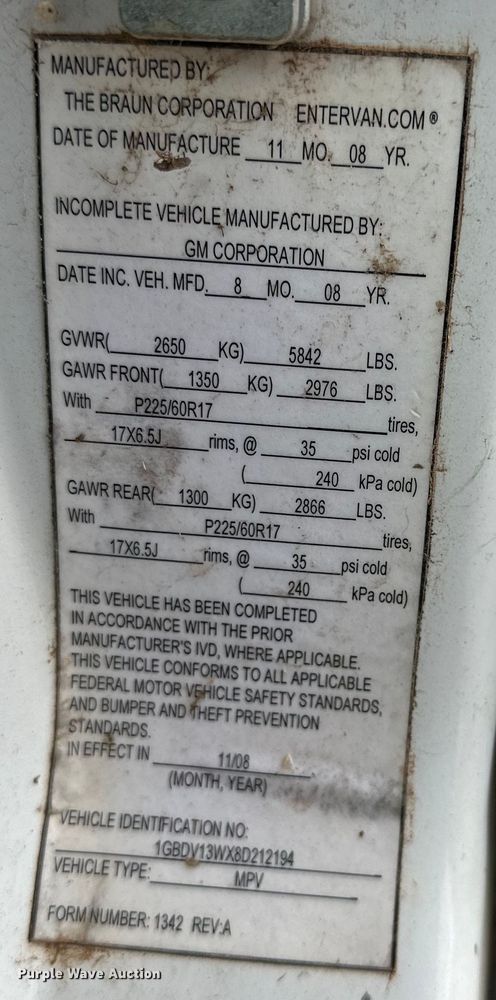 MANUFACTURED BY:
THE BRAUN CORPORATION ENTERVAN.COM®
DATE OF MANUFACTURE 11 MO. 08 YR.
INCOMPLETE VEHICLE MANUFACTURED BY:
GM CORPORATION
DATE INC. VEH. MFD. 8 MO. 08 YR.
GVWR( 2650 KG) 5842 LBS.
GAWR FRONT( 1350 KG) 2976 LBS.
With P225/60R17 tires,
17X6.5J rims, @ 35 psi cold
( 240 kPa cold)
GAWR REAR( 1300 KG) 2866 LBS.
With P225/60R17 tires,
17X6.5J rims, @ 35 psi cold
( 240 kPa cold)
THIS VEHICLE HAS BEEN COMPLETED
IN ACCORDANCE WITH THE PRIOR
MANUFACTURER'S IVD, WHERE APPLICABLE.
THIS VEHICLE CONFORMS TO ALL APPLICABLE
FEDERAL MOTOR VEHICLE SAFETY STANDARDS,
AND BUMPER AND THEFT PREVENTION
STANDARDS.
IN EFFECT IN 11/08
(MONTH, YEAR)
VEHICLE IDENTIFICATION NO:
1GBDV13WX8D212194
VEHICLE TYPE: MPV
FORM NUMBER: 1342 REV:A
Purple Wave Auction